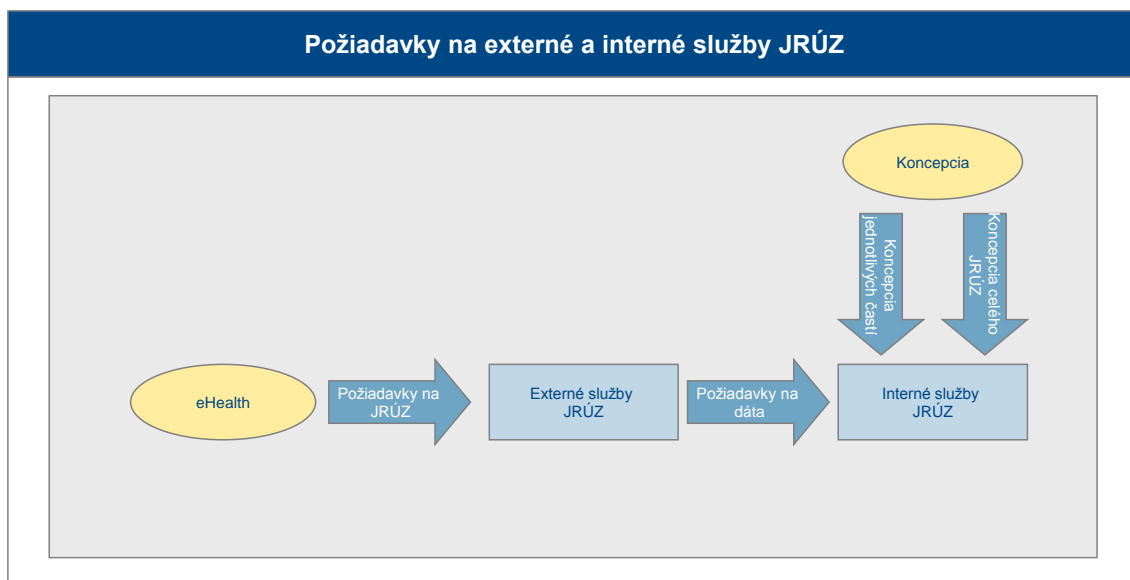 Požiadavky na externé a interné služby JRÚZ
Koncepcia
Koncepcia
jednotlivých častí
Koncepcia celého
JRÚZ
eHealth
Požiadavky na
JRÚZ
Externé služby
JRÚZ
Požiadavky na
dáta
Interné služby
JRÚZ